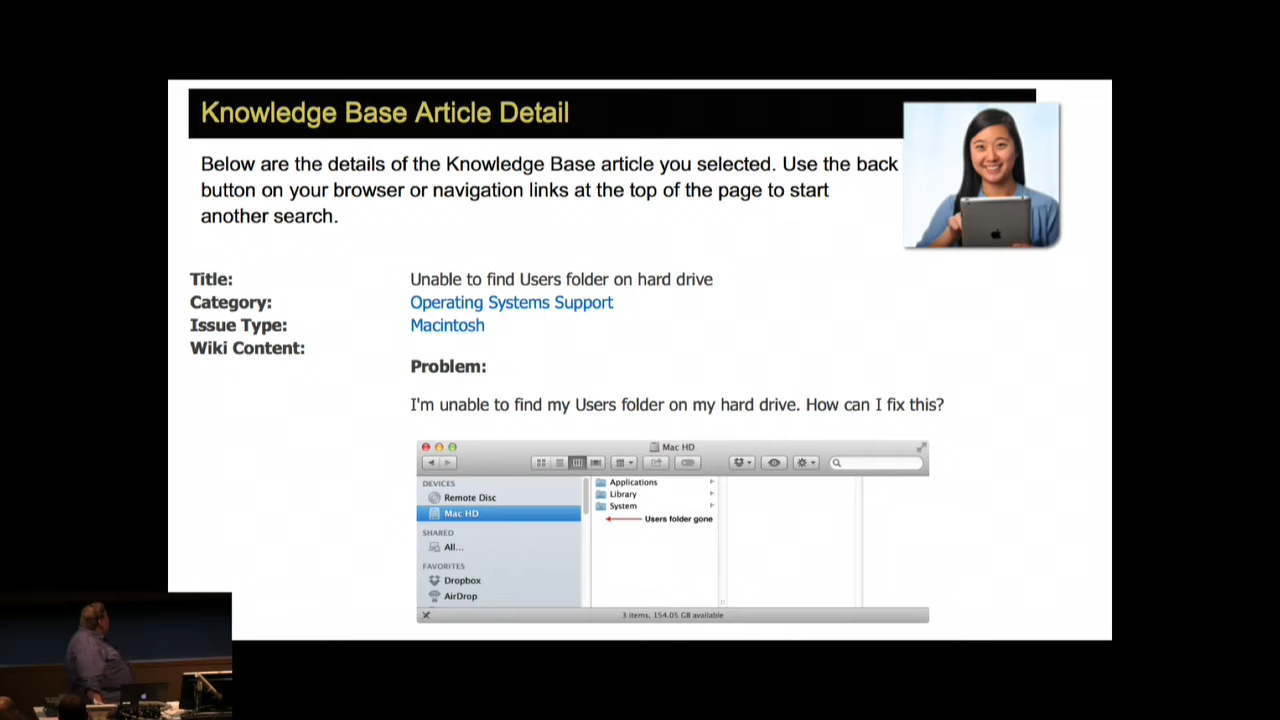 Knowledge Base Article Detail
Below are the details of the Knowledge Base article you selected. Use the back
button on your browser or navigation links at the top of the page to start
another search.
Title: Unable to find Users folder on hard drive
Category: Operating Systems Support
Issue Type: Macintosh
Wiki Content:
Problem:
I'm unable to find my Users folder on my hard drive. How can I fix this?
Mac HD
DEVICES
Remote Disc
Mac HD
SHARED
All...
FAVORITES
Dropbox
AirDrop
Applications
Library
System
Users folder gone
3 items, 154.05 GB available